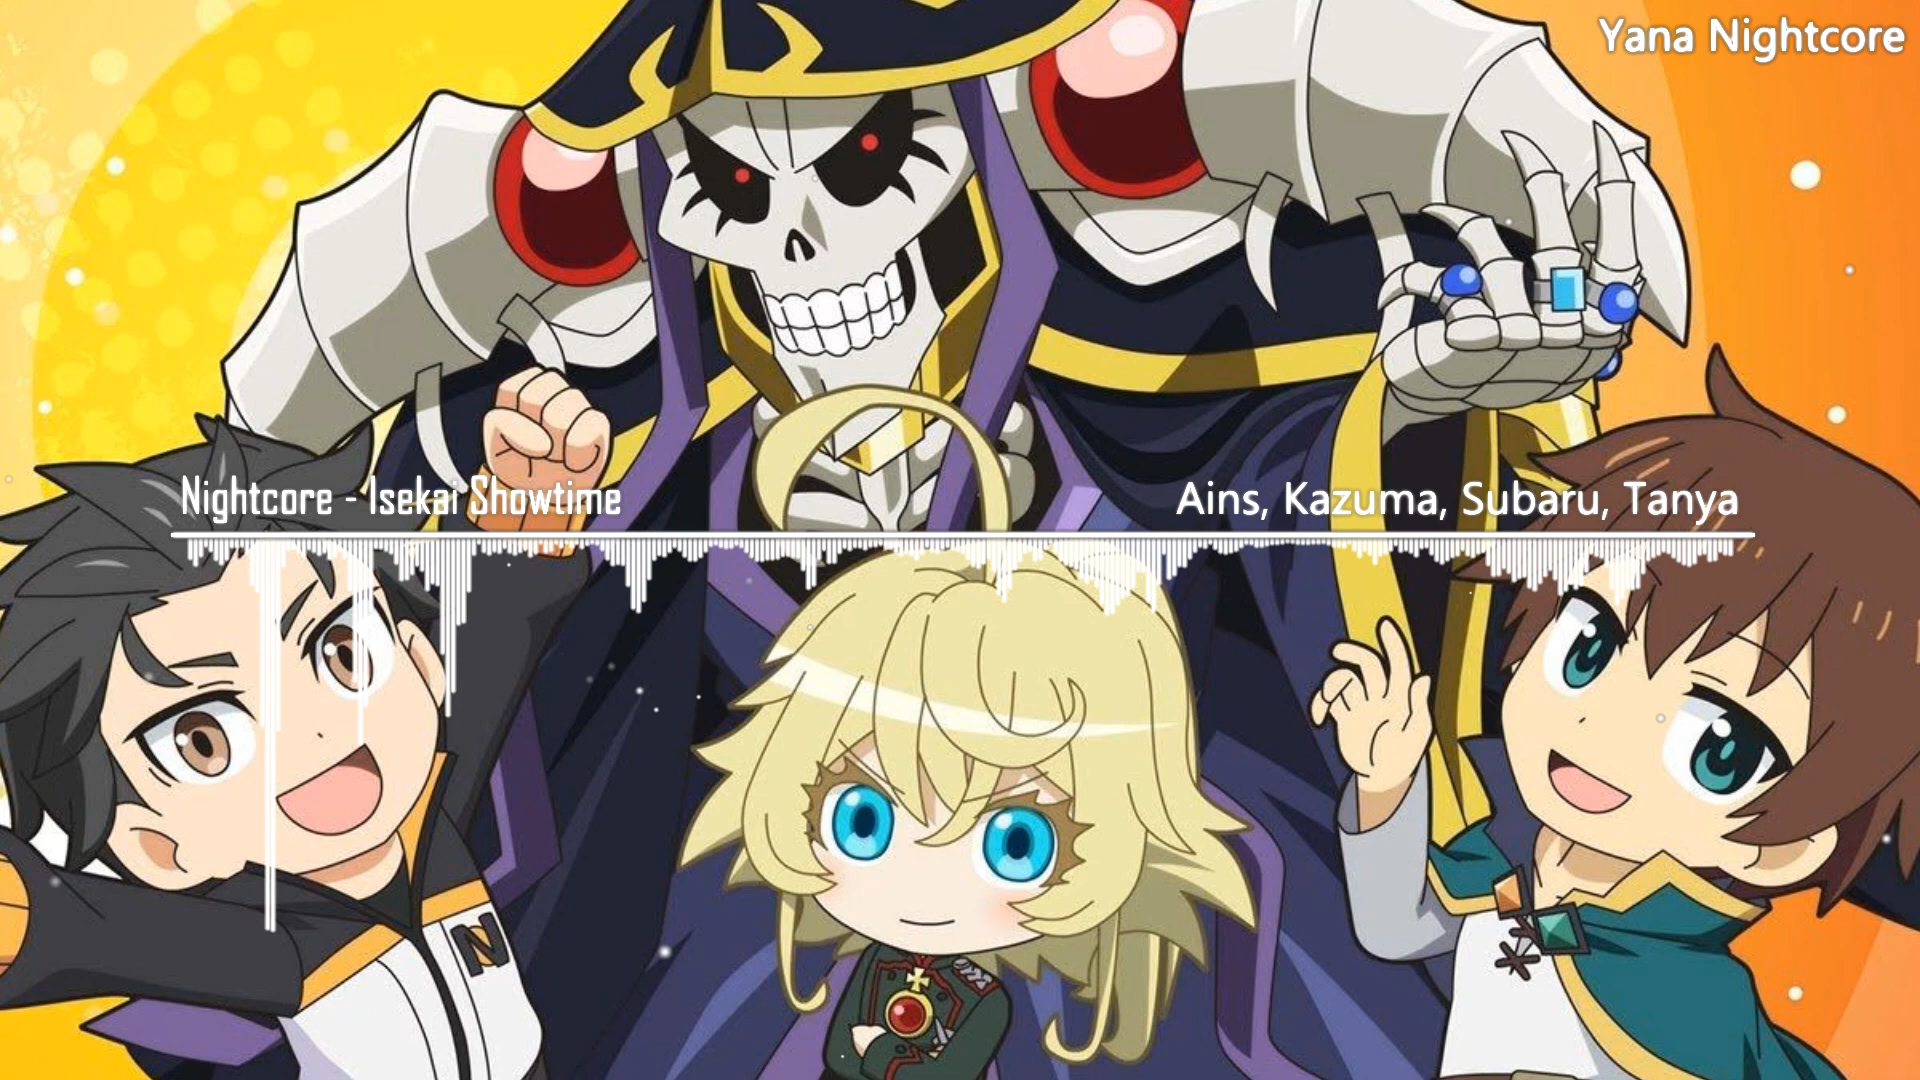 Yana Nightcore
Nightcore - Isekai Showtime
Ains, Kazuma, Subaru, Tanya
N